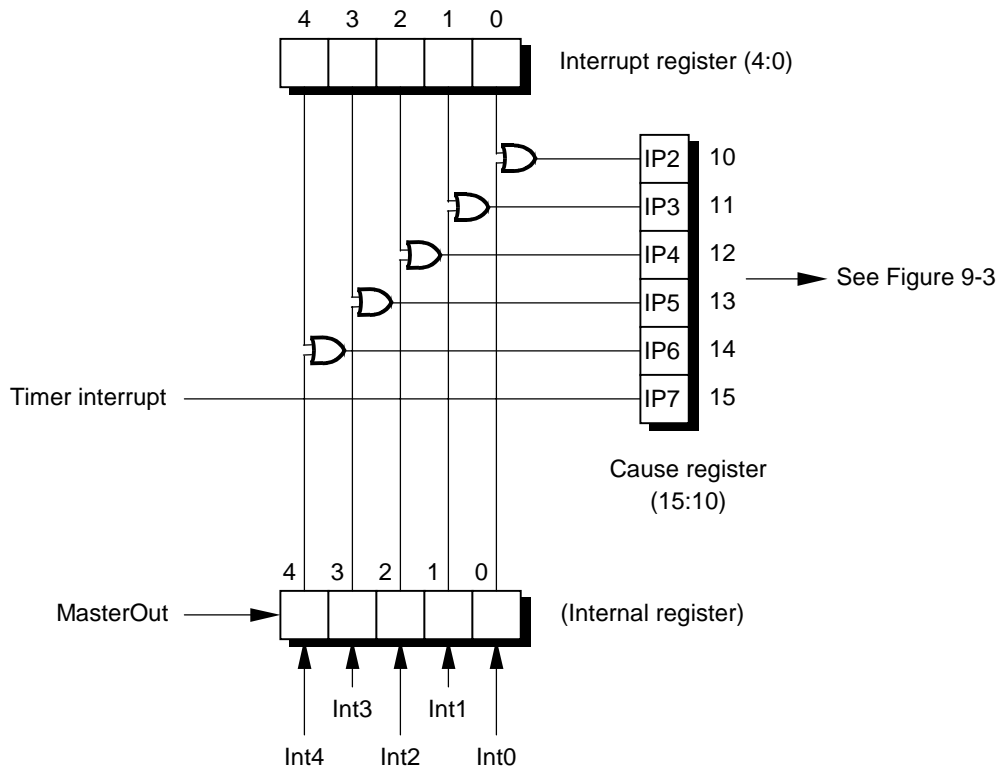 4 3 2 1 0
Interrupt register (4:0)
IP2 10
IP3 11
IP4 12
See Figure 9-3
IP5 13
IP6 14
Timer interrupt
IP7 15
Cause register
(15:10)
4 3 2 1 0
MasterOut
(Internal register)
Int3 Int1
Int4 Int2 Int0